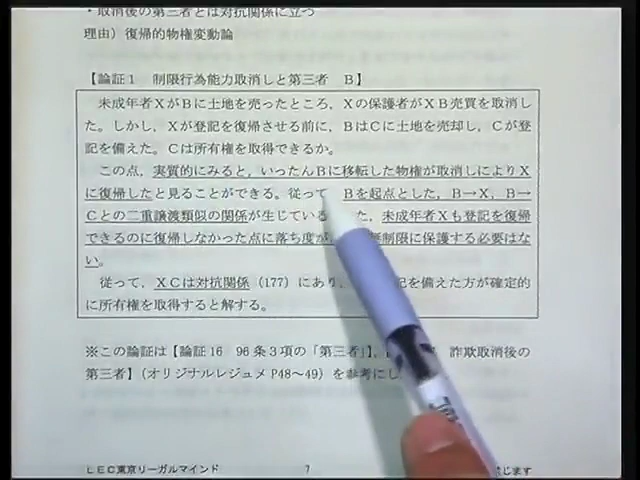 ・取消後の第三者とは対抗関係に立つ
理由）復帰的物権変動論
【論証１　制限行為能力取消しと第三者　Ｂ】
未成年者ＸがＢに土地を売ったところ，Ｘの保護者がＸＢ売買を取消し
た。しかし，Ｘが登記を復帰させる前に，ＢはＣに土地を売却し，Ｃが登
記を備えた。Ｃは所有権を取得できるか。
この点，実質的にみると，いったんＢに移転した物権が取消しによりＸ
に復帰したと見ることができる。従って　Ｂを起点とした，Ｂ→Ｘ，Ｂ→
Ｃとの二重譲渡類似の関係が生じている　た，未成年者Ｘも登記を復帰
できるのに復帰しなかった点に落ち度が　無制限に保護する必要はな
い。
従って，ＸＣは対抗関係（177）にあり　記を備えた方が確定的
に所有権を取得すると解する。
※この論証は【論証16　96条３項の「第三者」】，　詐欺取消後の
第三者】（オリジナルレジュメP48～49）を参考にし
ＬＥＣ東京リーガルマインド　7　じます